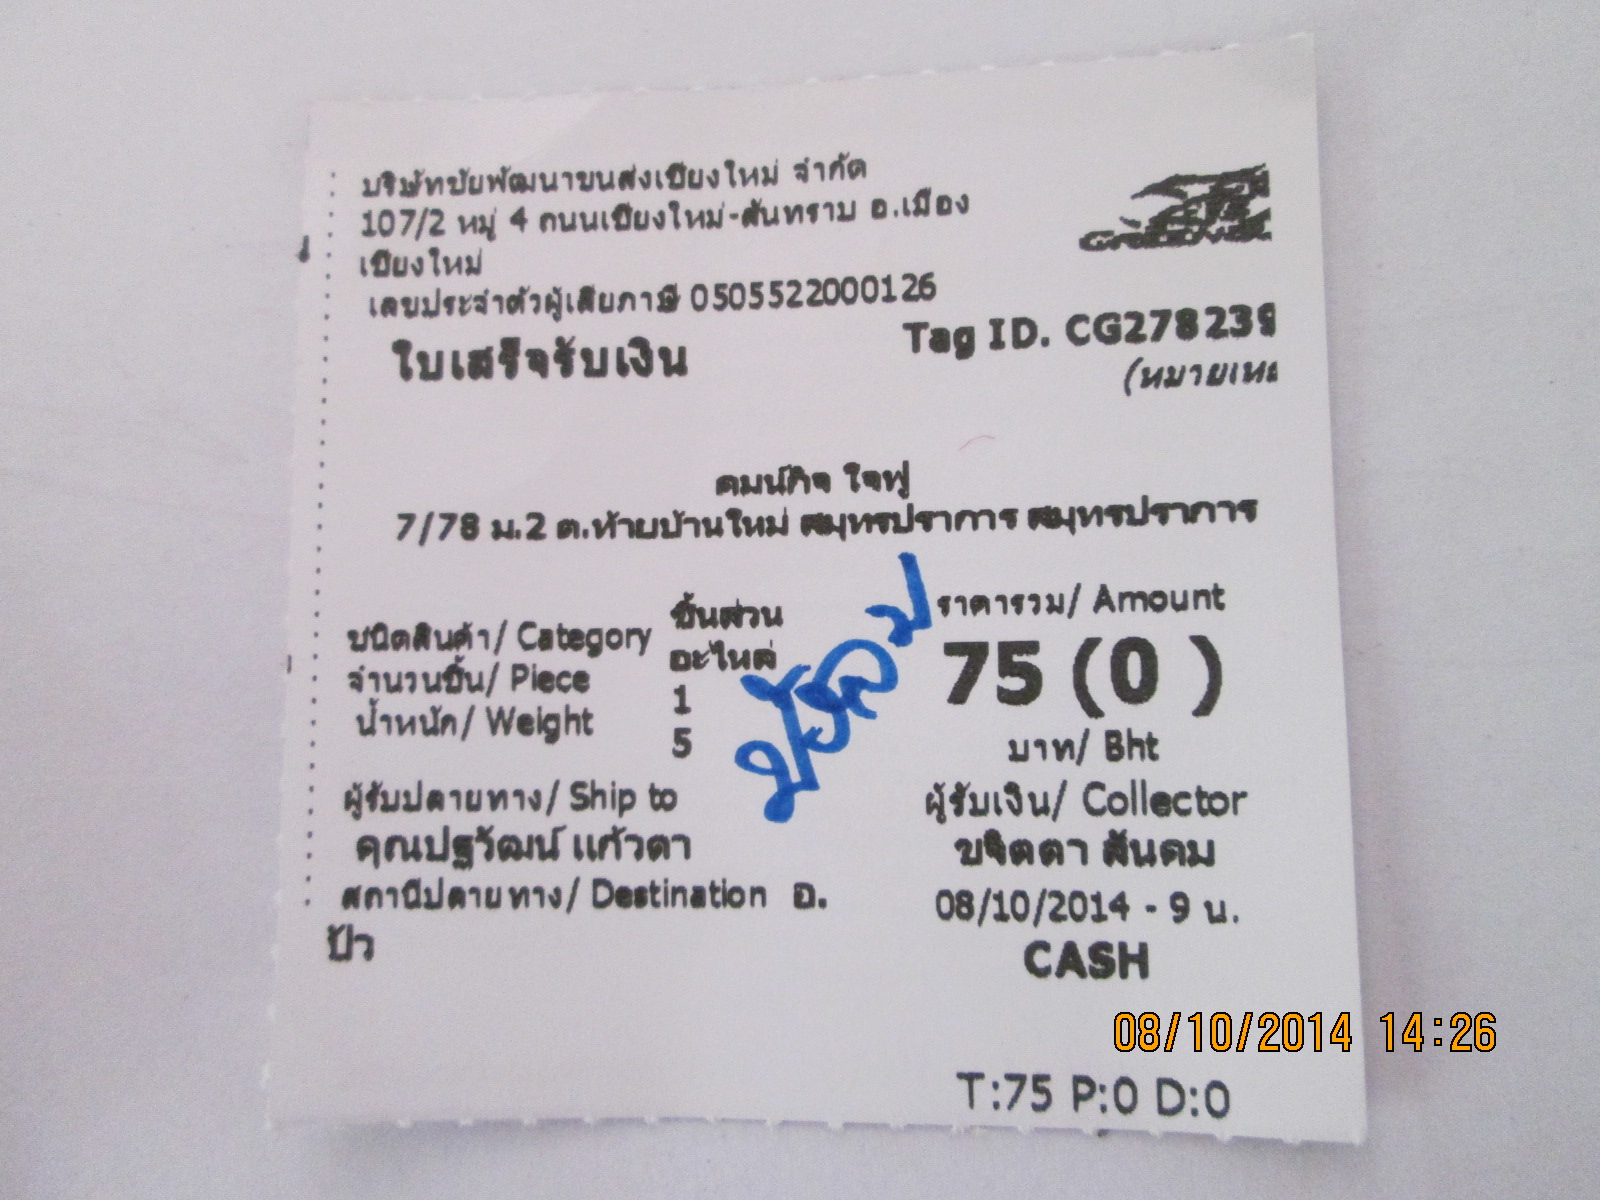 บริษัทชัยพัฒนาขนส่งเชียงใหม่ จำกัด
107/2 หมู่ 4 ถนนเชียงใหม่-สันทราย อ.เมือง
เชียงใหม่
เลขประจำตัวผู้เสียภาษี 0505522000126
ใบเสร็จรับเงิน
Tag ID. CG278239
(หมายเหต
คมน์กิจ ใจฟู
7/78 ม.2 ต.ท้ายบ้านใหม่ สมุทรปราการ สมุทรปราการ
ชนิดสินค้า/ Category ชิ้นส่วน
อะไหล่
จำนวนชิ้น/ Piece 1
น้ำหนัก/ Weight 5
ราคารวม/ Amount
75 (0 )
บาท/ Bht
ผู้รับปลายทาง/ Ship to
คุณปฐวัฒน์ แก้วตา
สถานีปลายทาง/ Destination อ.
ปัว
ผู้รับเงิน/ Collector
ขจิตตา สันดม
08/10/2014 - 9 น.
CASH
08/10/2014 14:26
T:75 P:0 D:0